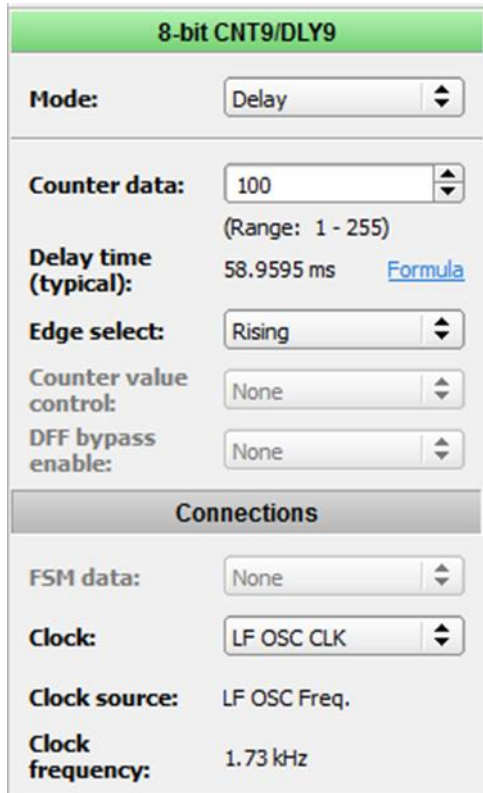 8-bit CNT9/DLY9
Mode: Delay
Counter data: 100
(Range: 1 - 255)
Delay time
(typical): 58.9595 ms Formula
Edge select: Rising
Counter value
control: None
DFF bypass
enable: None
Connections
FSM data: None
Clock: LF OSC CLK
Clock source: LF OSC Freq.
Clock
frequency: 1.73 kHz